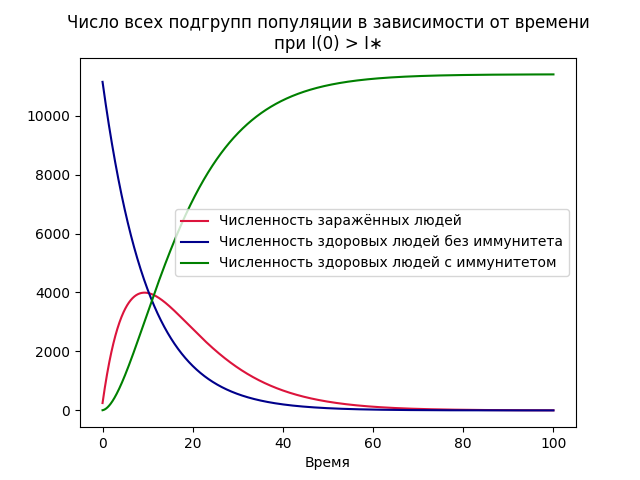 Число всех подгрупп популяции в зависимости от времени
при I(0) > I∗
10000
8000
6000
4000
2000
0
Численность заражённых людей
Численность здоровых людей без иммунитета
Численность здоровых людей с иммунитетом
0 20 40 60 80 100
Время